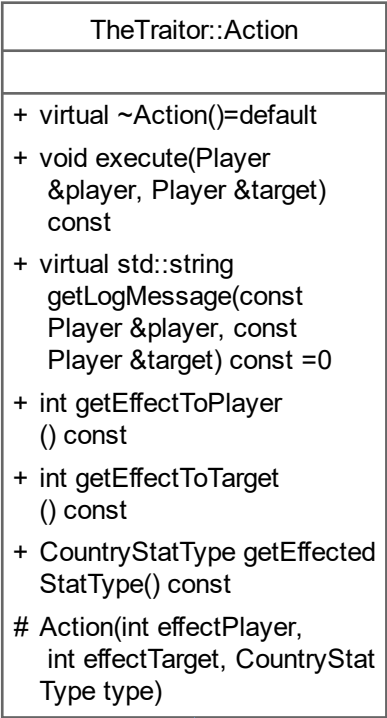 TheTraitor::Action
+ virtual ~Action()=default
+ void execute(Player
&player, Player &target)
const
+ virtual std::string
getLogMessage(const
Player &player, const
Player &target) const =0
+ int getEffectToPlayer
() const
+ int getEffectToTarget
() const
+ CountryStatType getEffected
StatType() const
# Action(int effectPlayer,
int effectTarget, CountryStat
Type type)